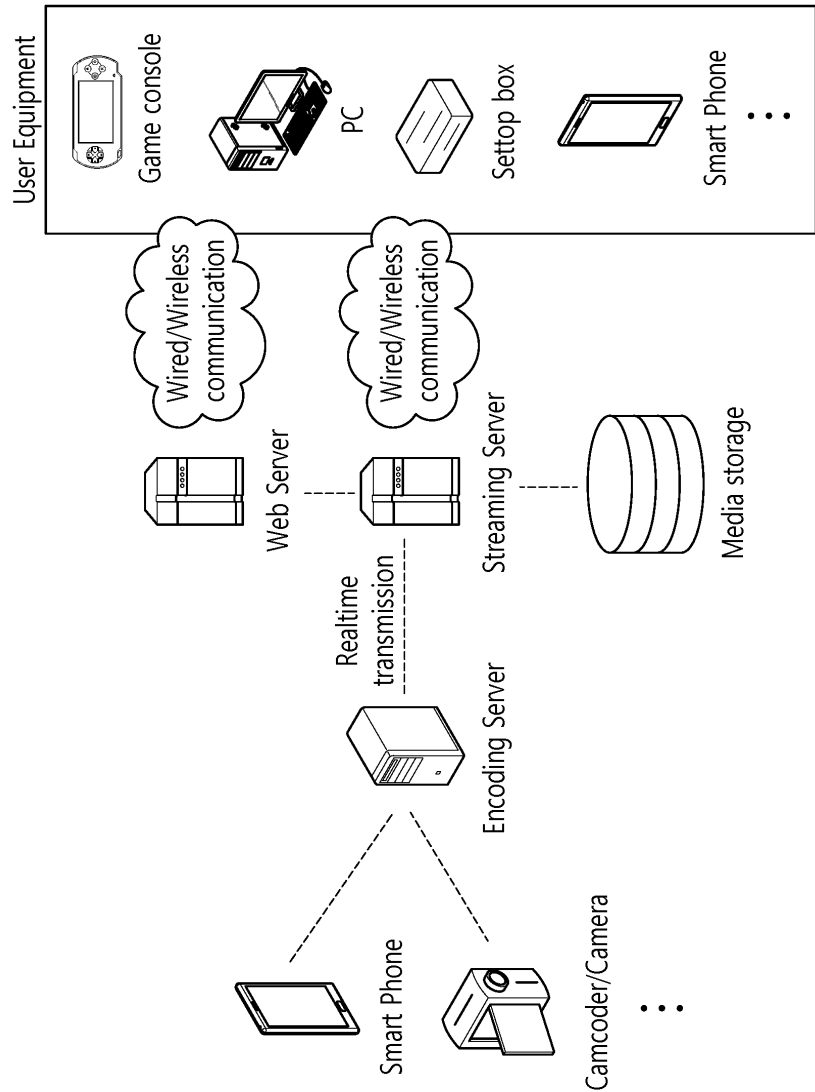 User Equipment
Game console
PC
Settop box
Smart Phone
Wired/Wireless
communication
Wired/Wireless
communication
Web Server
Streaming Server
Media storage
Realtime
transmission
Encoding Server
Smart Phone
Camcoder/Camera